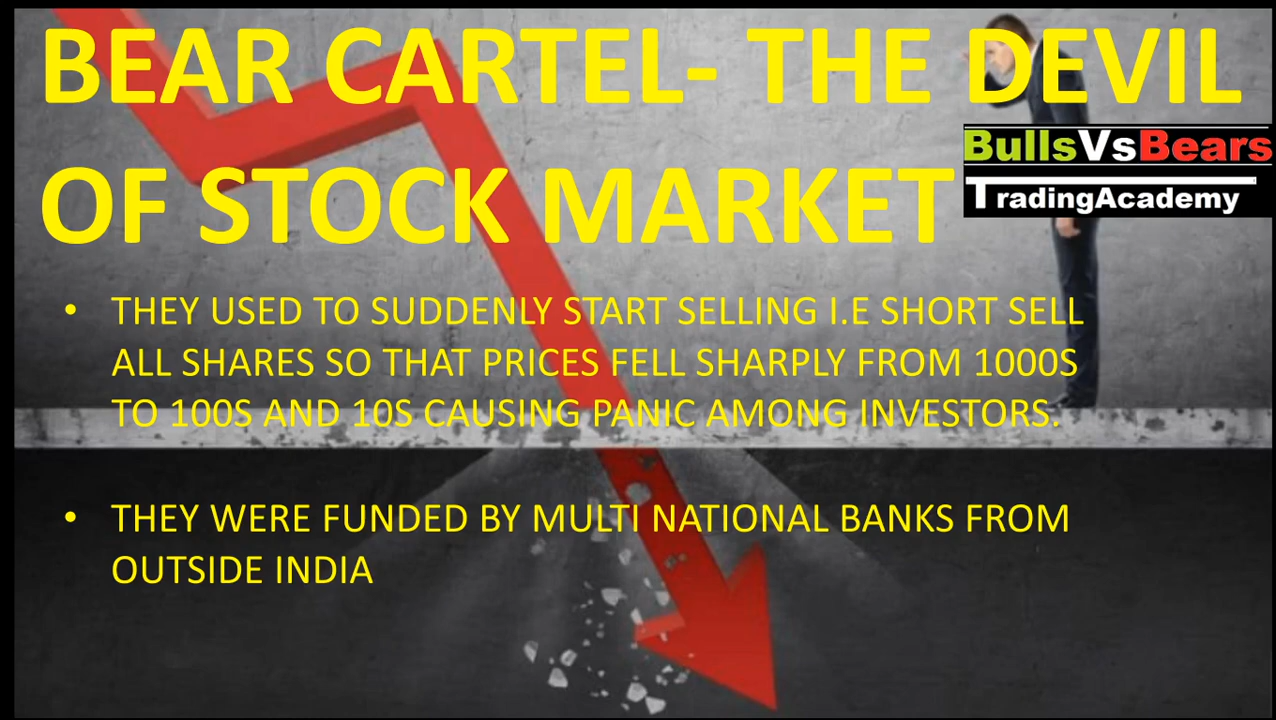 BEAR CARTEL- THE DEVIL
OF STOCK MARKET
BullsVsBears
TradingAcademy
• THEY USED TO SUDDENLY START SELLING I.E SHORT SELL
ALL SHARES SO THAT PRICES FELL SHARPLY FROM 1000S
TO 100S AND 10S CAUSING PANIC AMONG INVESTORS.
• THEY WERE FUNDED BY MULTI NATIONAL BANKS FROM
OUTSIDE INDIA